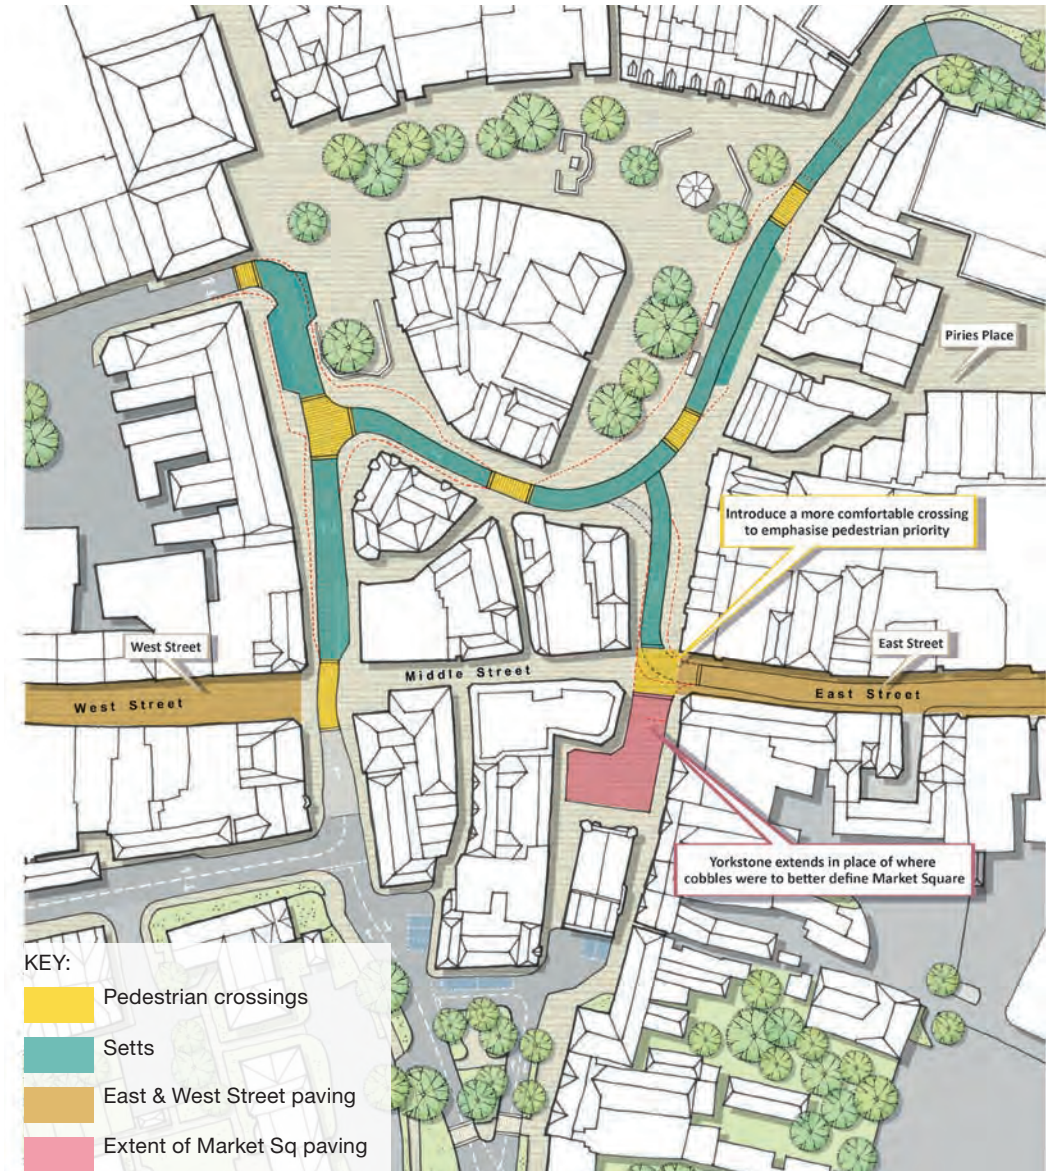 Piries Place
Introduce a more comfortable crossing
to emphasise pedestrian priority
West Street
East Street
Middle Street
West Street
East Street
Yorkstone extends in place of where
cobbles were to better define Market Square
KEY:
Pedestrian crossings
Setts
East & West Street paving
Extent of Market Sq paving